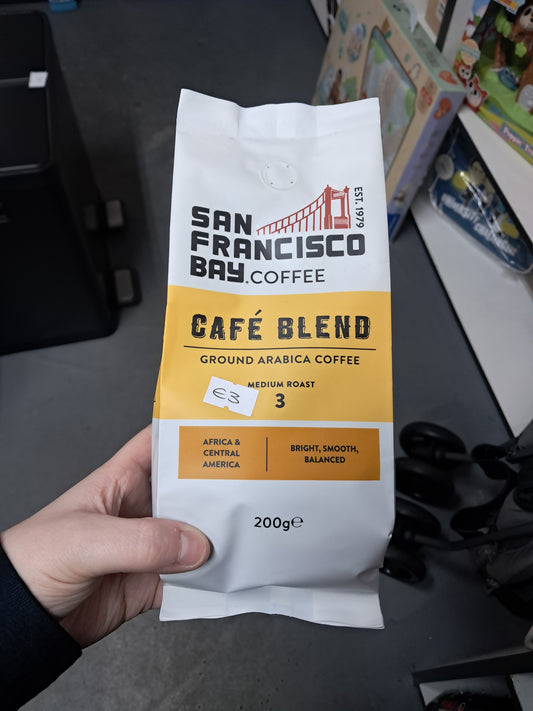 SAN
FRANCISCO
BAY.COFFEE
EST. 1979
CAFÉ BLEND
GROUND ARABICA COFFEE
MEDIUM ROAST
3
€3
AFRICA &
CENTRAL
AMERICA
BRIGHT, SMOOTH,
BALANCED
200g℮